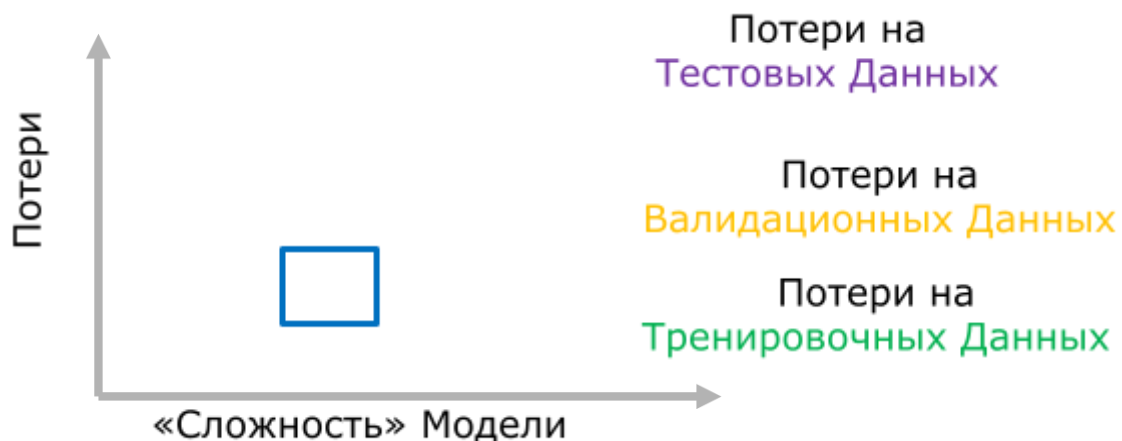 Потери на
Тестовых Данных
Потери
Потери на
Валидационных Данных
Потери на
Тренировочных Данных
«Сложность» Модели